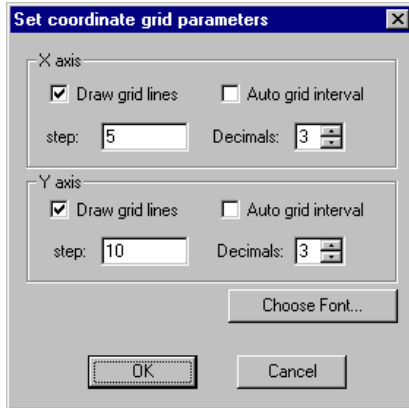 Set coordinate grid parameters
X axis
Draw grid lines Auto grid interval
step: 5 Decimals: 3
Y axis
Draw grid lines Auto grid interval
step: 10 Decimals: 3
Choose Font...
OK Cancel